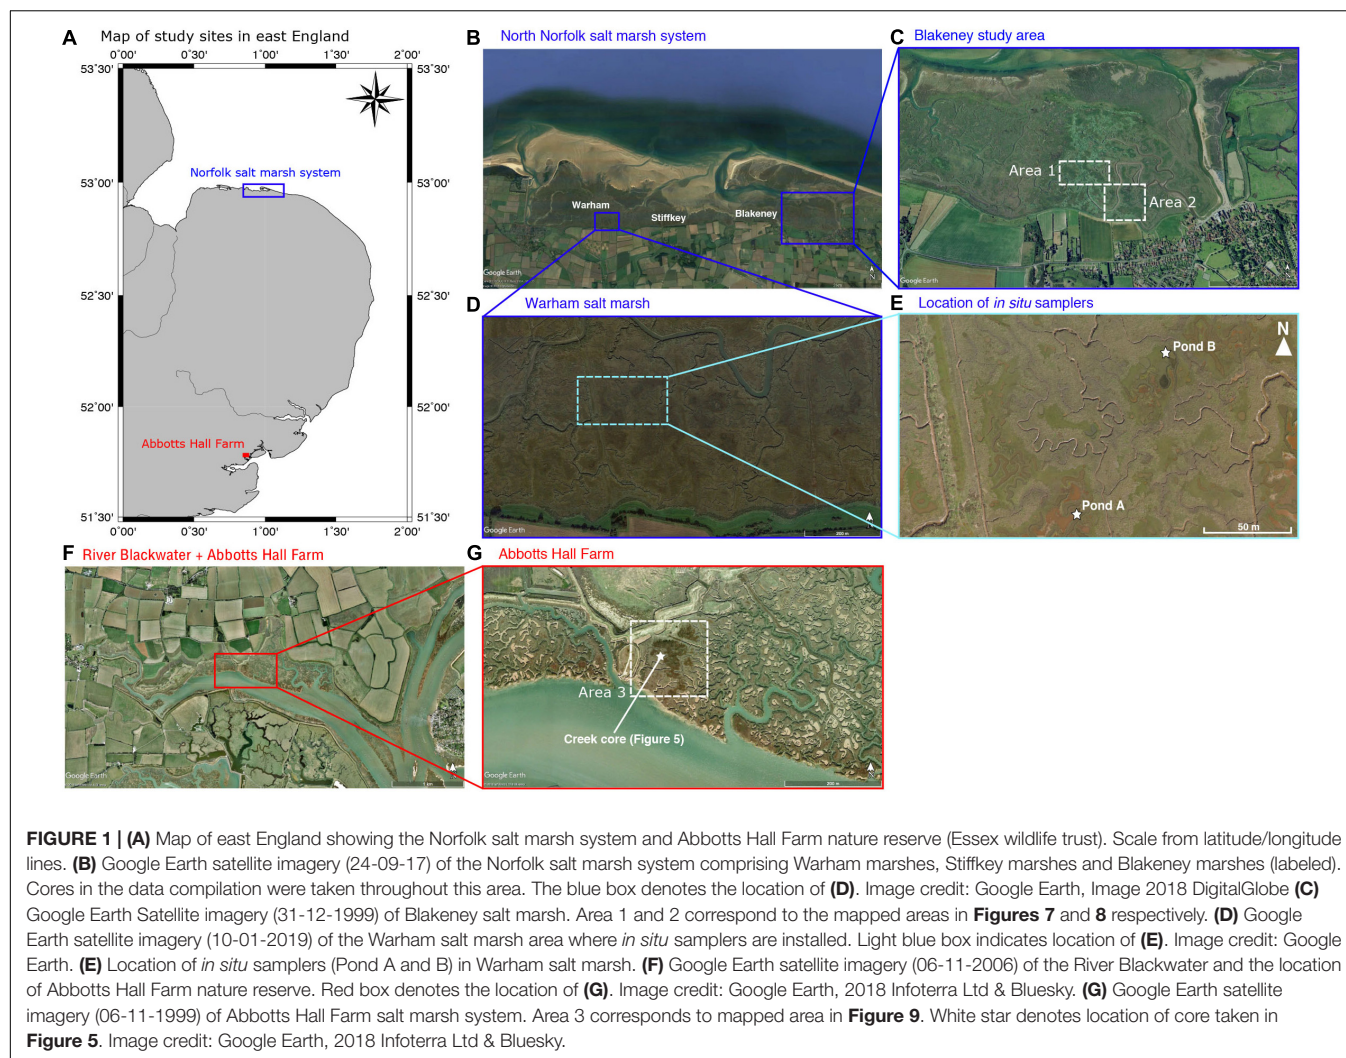 A
Map of study sites in east England
0°00' 0°30' 1°00' 1°30' 2°00'
53°30' 53°30'
Norfolk salt marsh system
53°00' 53°00'
52°30' 52°30'
52°00' 52°00'
Abbotts Hall Farm
51°30' 51°30'
0°00' 0°30' 1°00' 1°30' 2°00'
B
North Norfolk salt marsh system
Warham
Stiffkey
Blakeney
Google Earth
N
C
Blakeney study area
Area 1
Area 2
Google Earth
N
D
Warham salt marsh
Google Earth
200 m
E
Location of in situ samplers
N
Pond B
Pond A
50 m
F River Blackwater + Abbotts Hall Farm
Google Earth
G
Abbotts Hall Farm
Area 3
Creek core (Figure 5)
Google Earth
200 m
FIGURE 1 | (A) Map of east England showing the Norfolk salt marsh system and Abbotts Hall Farm nature reserve (Essex wildlife trust). Scale from latitude/longitude
lines. (B) Google Earth satellite imagery (24-09-17) of the Norfolk salt marsh system comprising Warham marshes, Stiffkey marshes and Blakeney marshes (labeled).
Cores in the data compilation were taken throughout this area. The blue box denotes the location of (D). Image credit: Google Earth, Image 2018 DigitalGlobe (C)
Google Earth Satellite imagery (31-12-1999) of Blakeney salt marsh. Area 1 and 2 correspond to the mapped areas in Figures 7 and 8 respectively. (D) Google
Earth satellite imagery (10-01-2019) of the Warham salt marsh area where in situ samplers are installed. Light blue box indicates location of (E). Image credit: Google
Earth. (E) Location of in situ samplers (Pond A and B) in Warham salt marsh. (F) Google Earth satellite imagery (06-11-2006) of the River Blackwater and the location
of Abbotts Hall Farm nature reserve. Red box denotes the location of (G). Image credit: Google Earth, 2018 Infoterra Ltd & Bluesky. (G) Google Earth satellite
imagery (06-11-1999) of Abbotts Hall Farm salt marsh system. Area 3 corresponds to mapped area in Figure 9. White star denotes location of core taken in
Figure 5. Image credit: Google Earth, 2018 Infoterra Ltd & Bluesky.